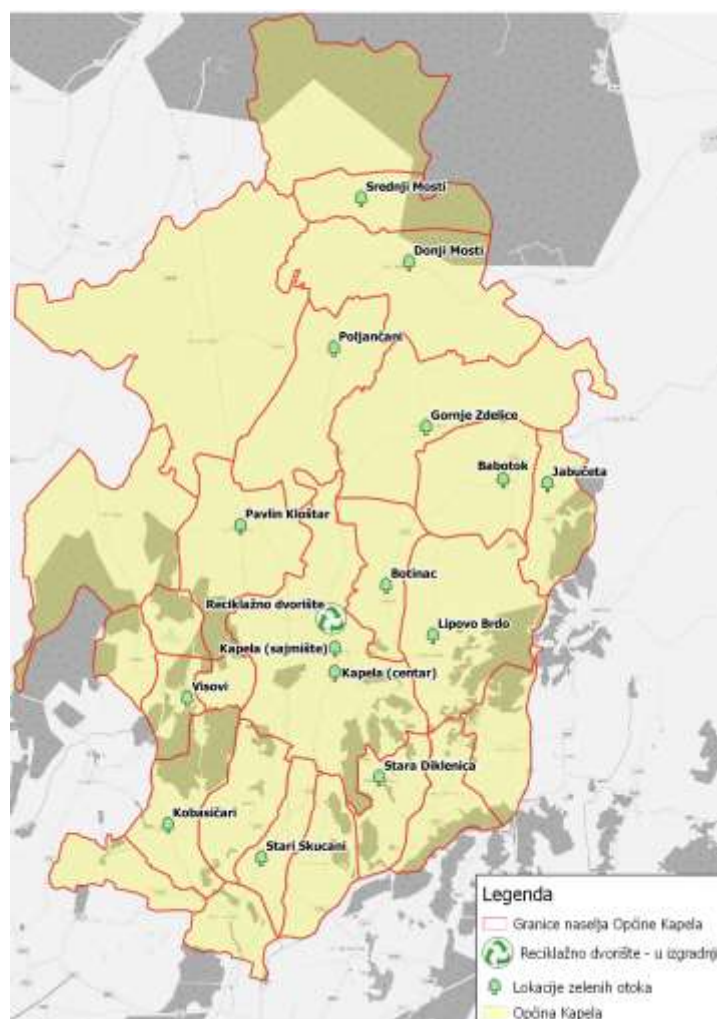 Srednji Mosti
Donji Mosti
Poljančani
Gornje Zdelice
Babotok
Jabučeta
Pavlin Kloštar
Botinac
Reciklažno dvorište
Lipovo Brdo
Kapela (sajmište)
Kapela (centar)
Visovi
Stara Diklenica
Kobasičari
Stari Skucani
Legenda
Granice naselja Općine Kapela
Reciklažno dvorište - u izgradnji
Lokacije zelenih otoka
Općina Kapela